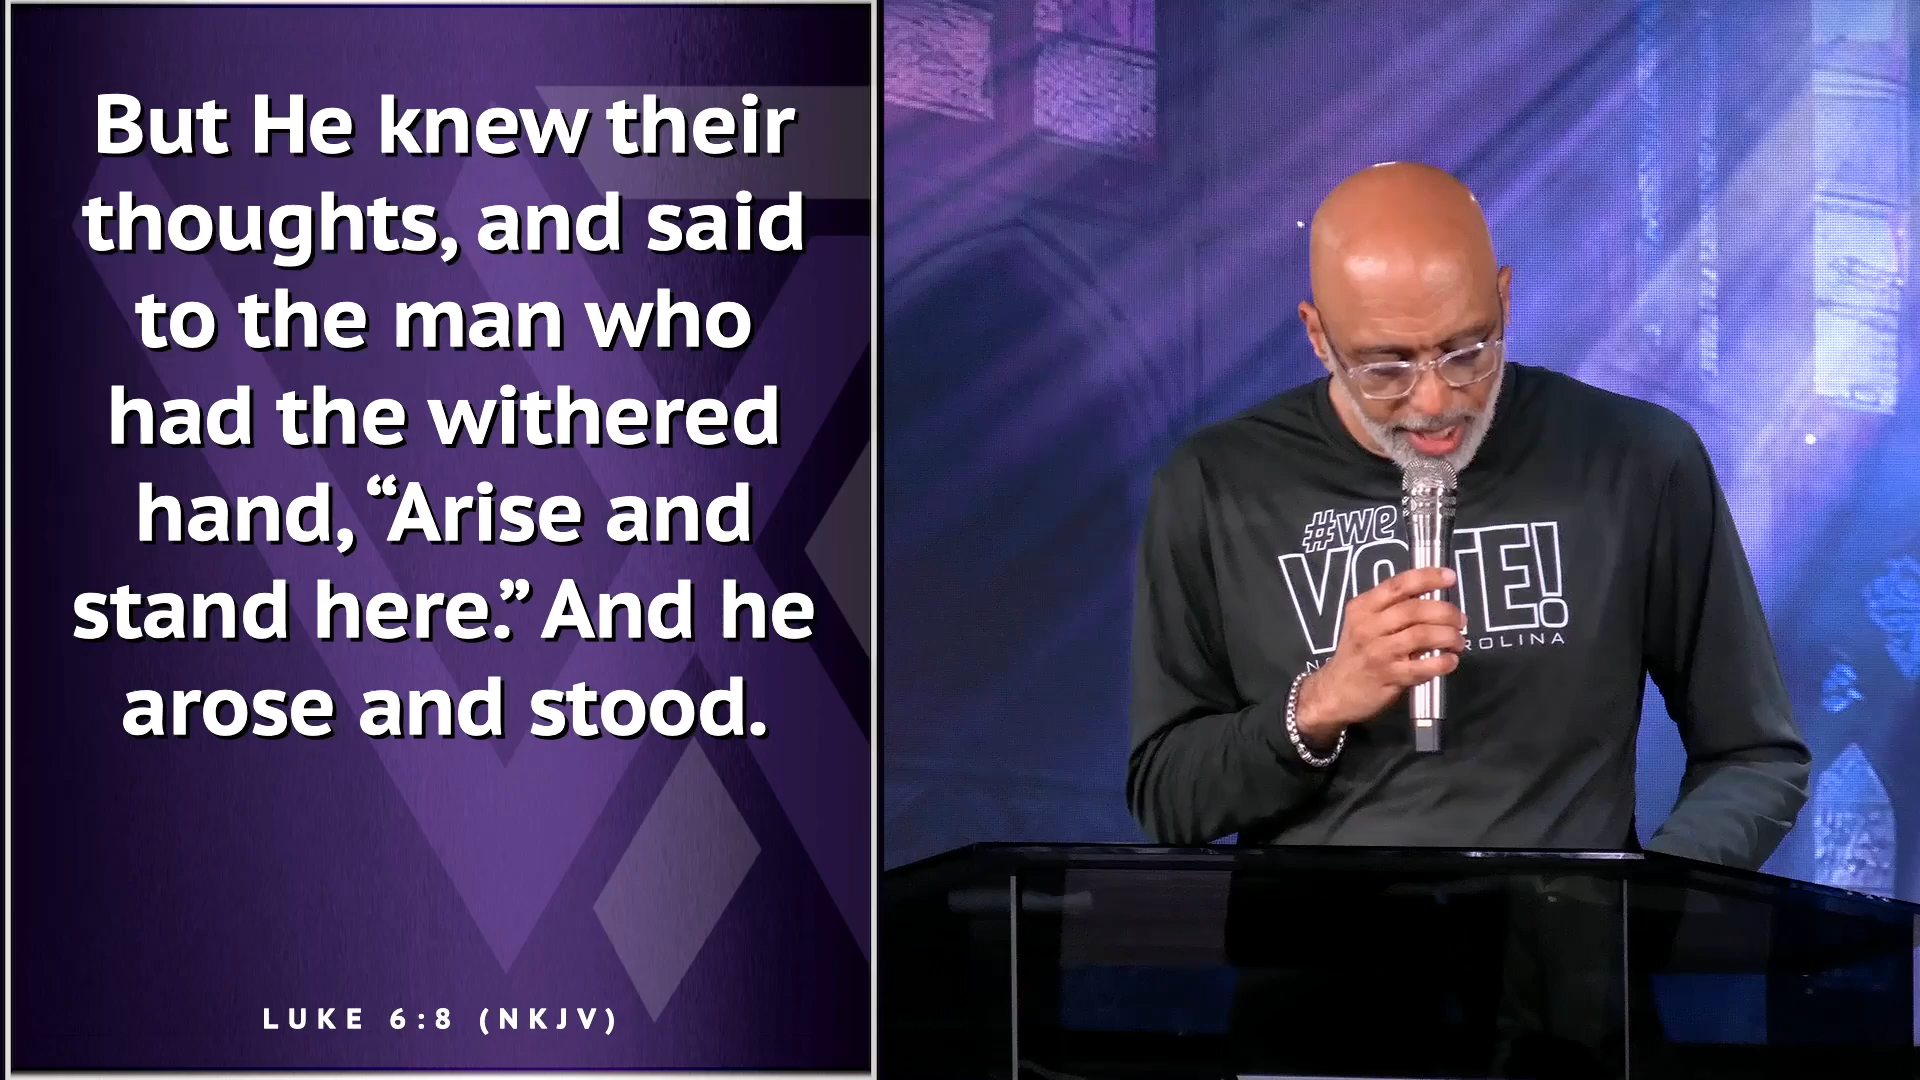 But He knew their
thoughts, and said
to the man who
had the withered
hand, “Arise and
stand here.” And he
arose and stood.
LUKE 6:8 (NKJV)
#we
VOTE!